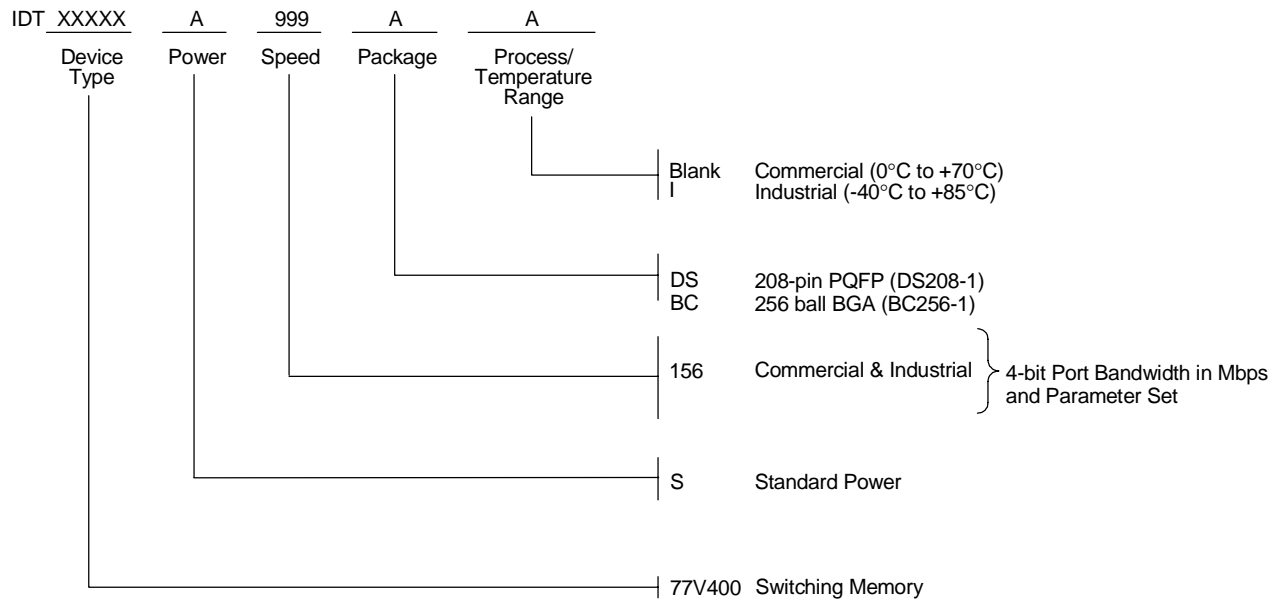 IDT XXXXX A 999 A A
Device Type
Power
Speed
Package
Process/
Temperature
Range
Blank Commercial (0°C to +70°C)
I Industrial (-40°C to +85°C)
DS 208-pin PQFP (DS208-1)
BC 256 ball BGA (BC256-1)
156 Commercial & Industrial
4-bit Port Bandwidth in Mbps
and Parameter Set
S Standard Power
77V400 Switching Memory